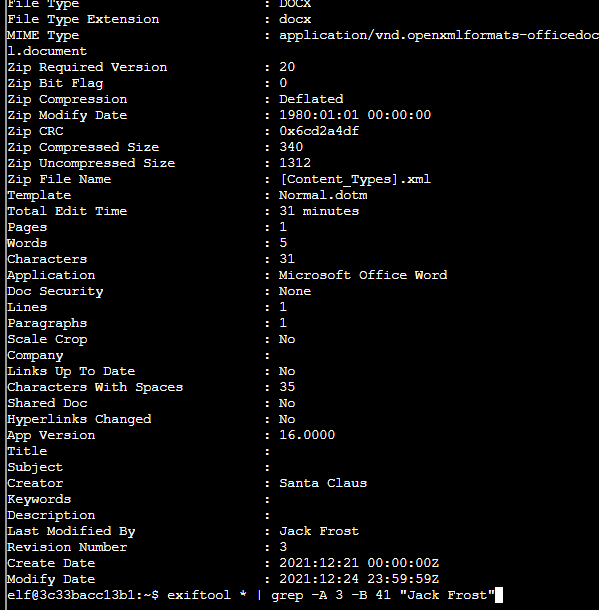 File Type : DOCX
File Type Extension : docx
MIME Type : application/vnd.openxmlformats-officedoc
l.document
Zip Required Version : 20
Zip Bit Flag : 0
Zip Compression : Deflated
Zip Modify Date : 1980:01:01 00:00:00
Zip CRC : 0x6cd2a4df
Zip Compressed Size : 340
Zip Uncompressed Size : 1312
Zip File Name : [Content_Types].xml
Template : Normal.dotm
Total Edit Time : 31 minutes
Pages : 1
Words : 5
Characters : 31
Application : Microsoft Office Word
Doc Security : None
Lines : 1
Paragraphs : 1
Scale Crop : No
Company :
Links Up To Date : No
Characters With Spaces : 35
Shared Doc : No
Hyperlinks Changed : No
App Version : 16.0000
Title :
Subject :
Creator : Santa Claus
Keywords :
Description :
Last Modified By : Jack Frost
Revision Number : 3
Create Date : 2021:12:21 00:00:00Z
Modify Date : 2021:12:24 23:59:59Z
elf@3c33bacc13b1:~$ exiftool * | grep -A 3 -B 41 "Jack Frost"